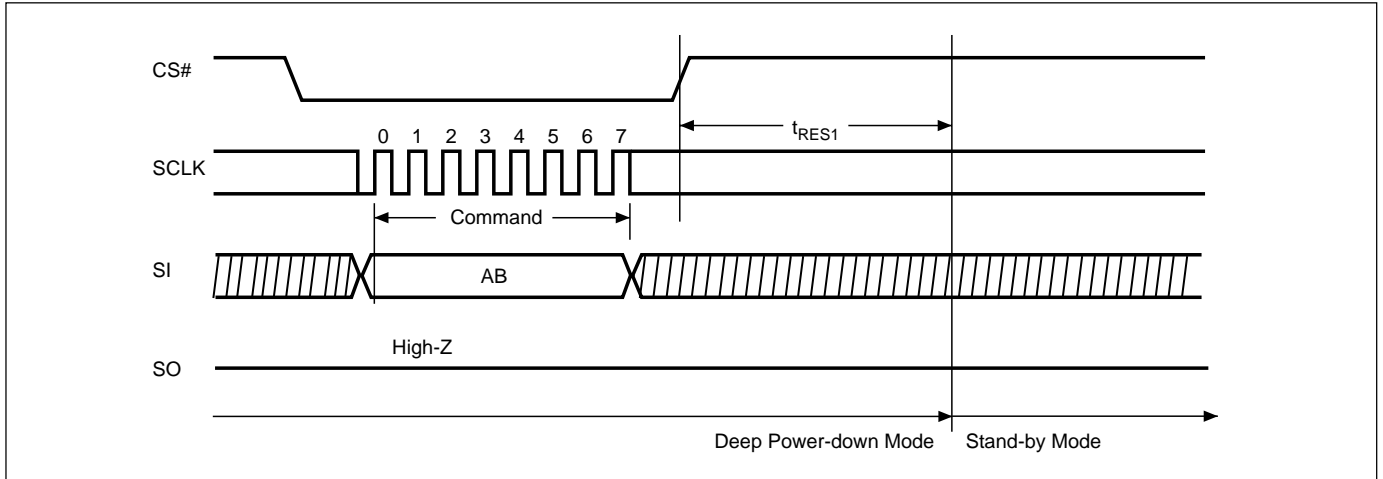 CS#
tRES1
0 1 2 3 4 5 6 7
SCLK
Command
SI
AB
High-Z
SO
Deep Power-down Mode Stand-by Mode